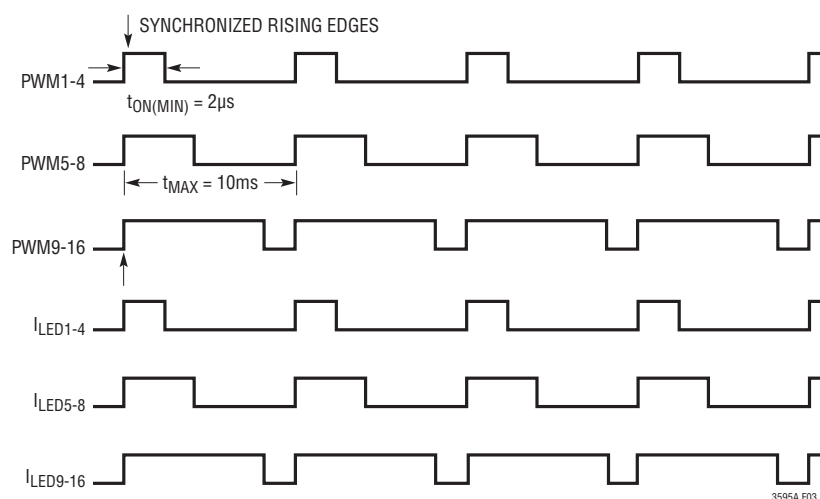 SYNCHRONIZED RISING EDGES
PWM1-4
tON(MIN) = 2µs
PWM5-8
tMAX = 10ms
PWM9-16
ILED1-4
ILED5-8
ILED9-16
3595A F03